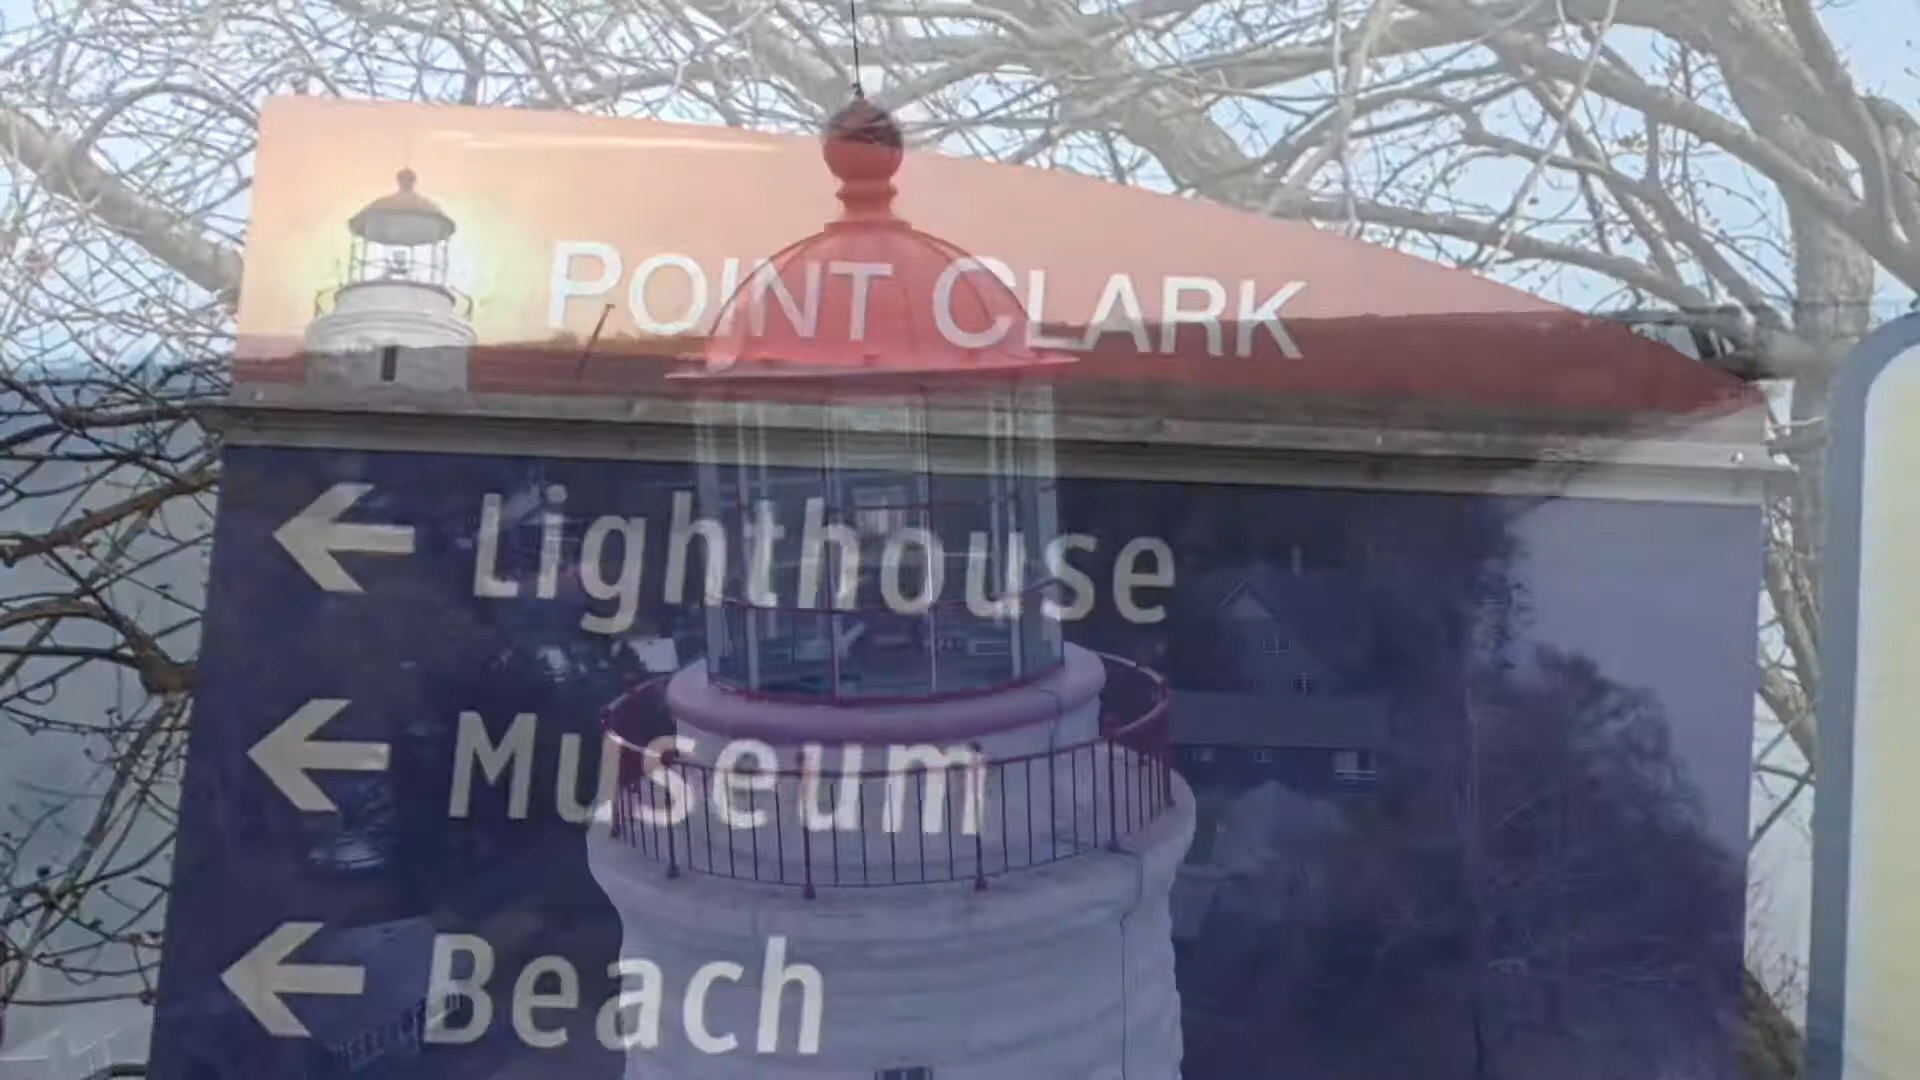 POINT CLARK
← Lighthouse
← Museum
← Beach